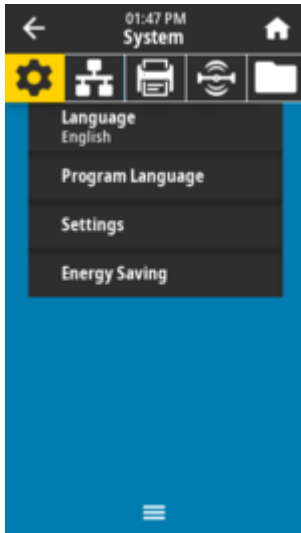 01:47 PM
System
Language
English
Program Language
Settings
Energy Saving